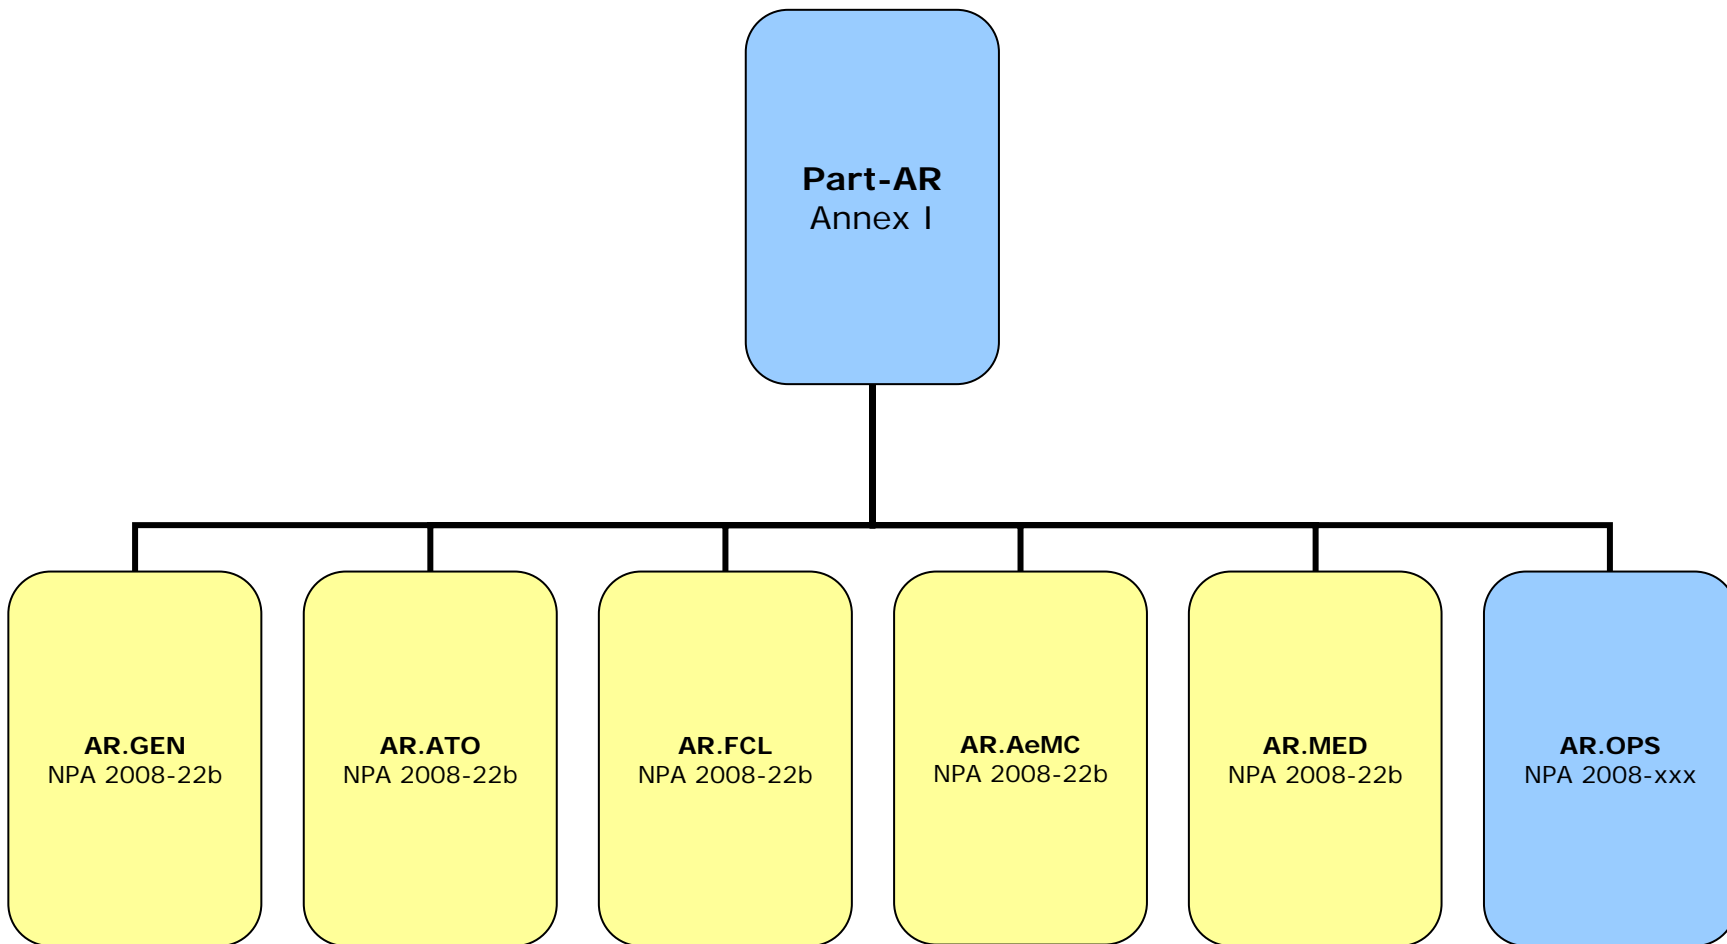 Part-AR
Annex I
AR.GEN
NPA 2008-22b
AR.ATO
NPA 2008-22b
AR.FCL
NPA 2008-22b
AR.AeMC
NPA 2008-22b
AR.MED
NPA 2008-22b
AR.OPS
NPA 2008-xxx